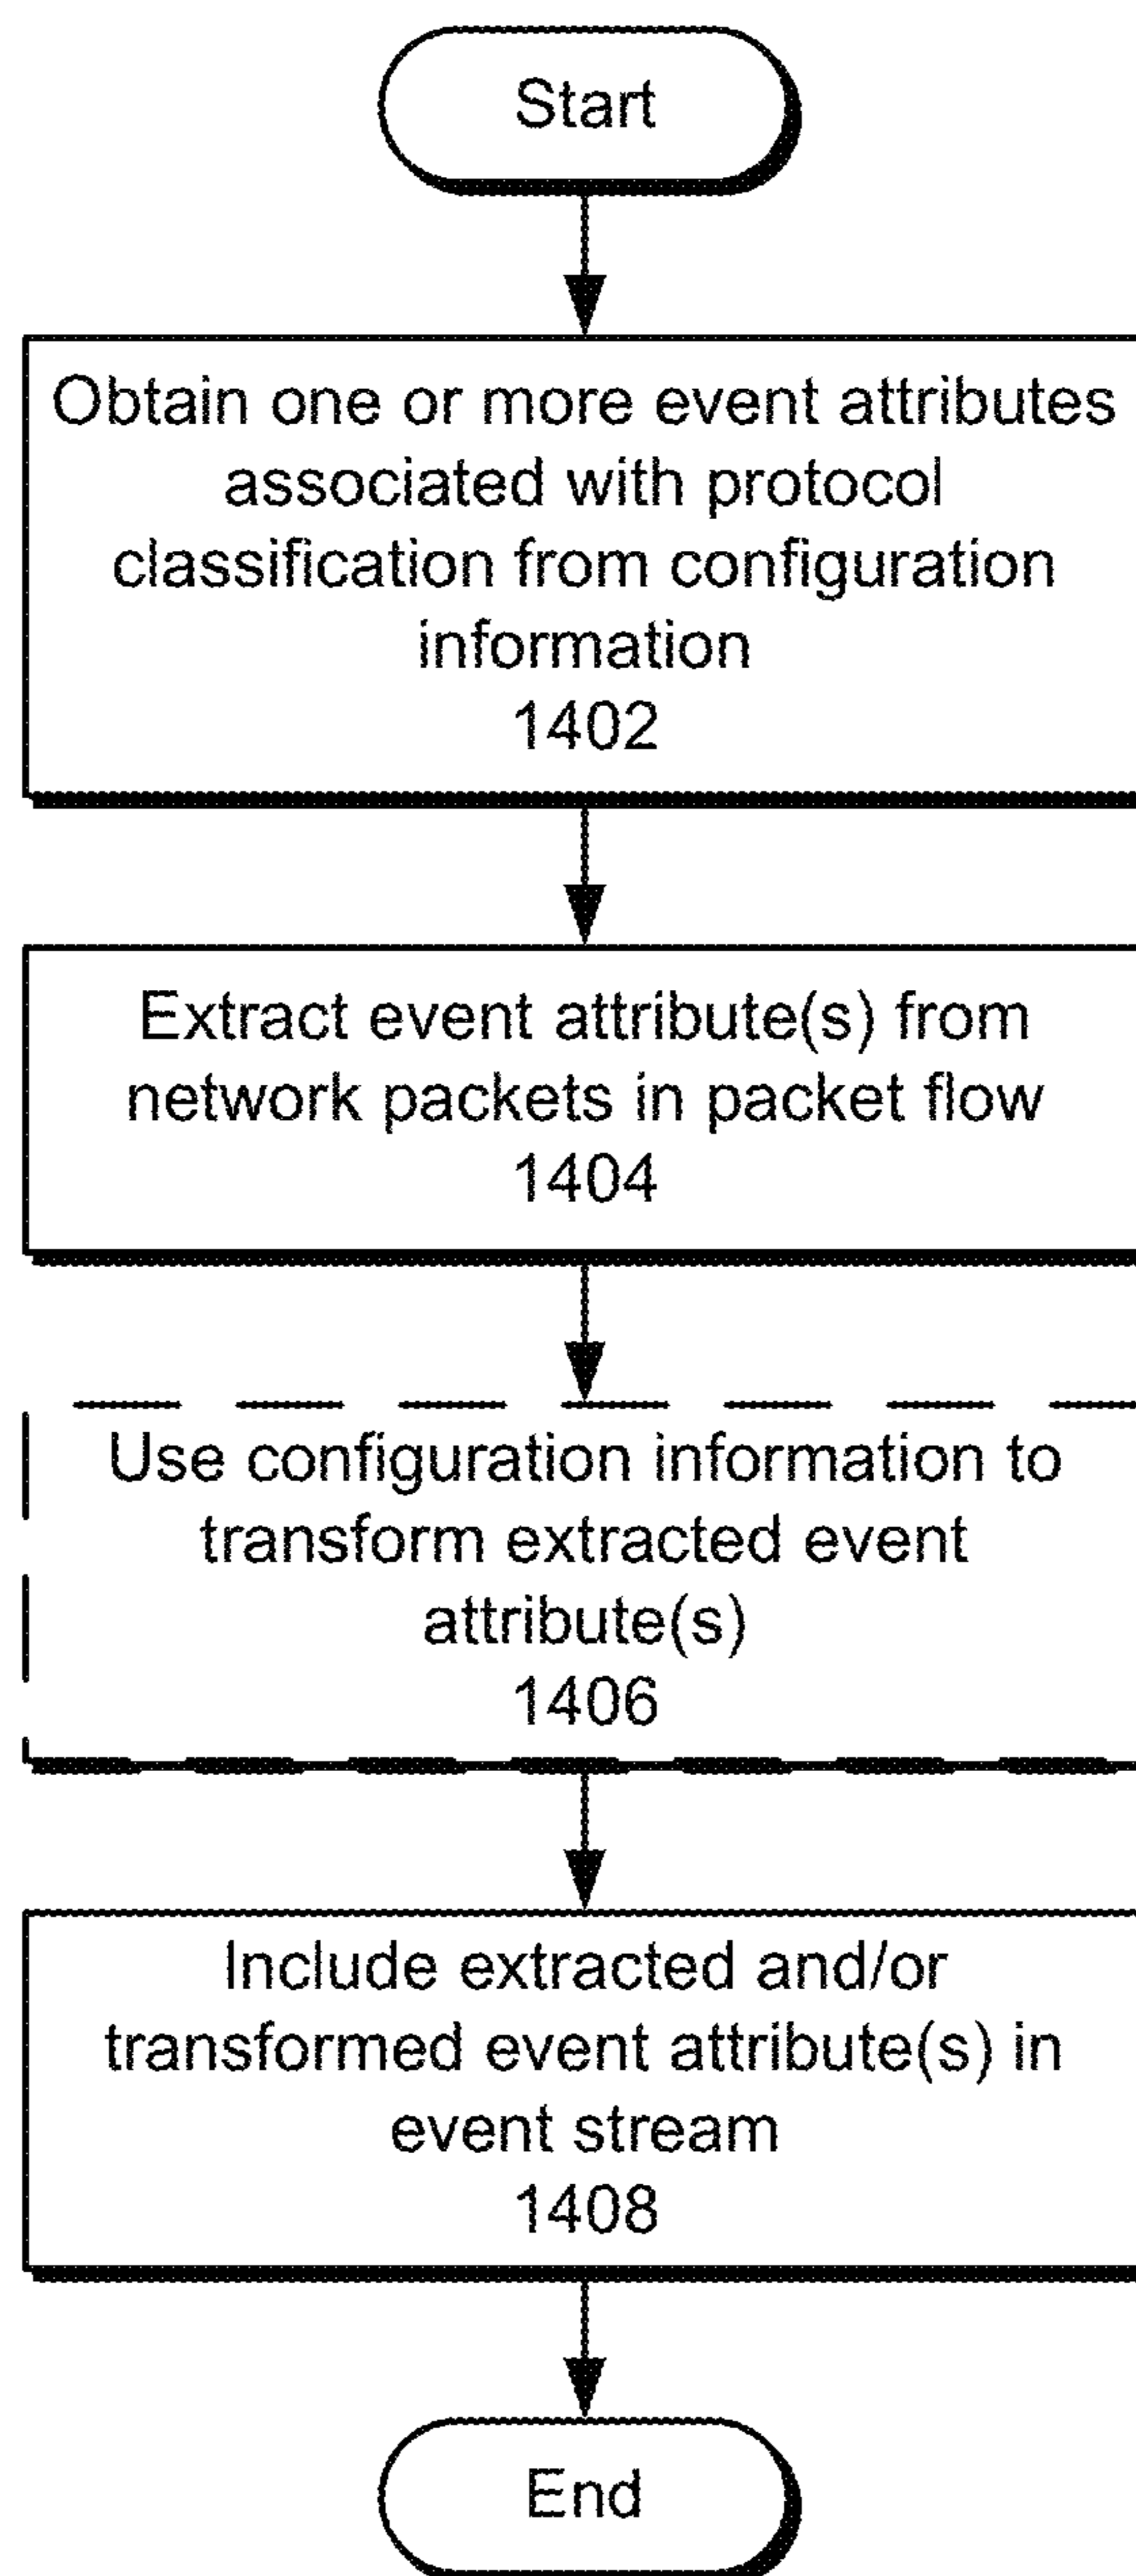 Start
Obtain one or more event attributes
associated with protocol
classification from configuration
information
1402
Extract event attribute(s) from
network packets in packet flow
1404
Use configuration information to
transform extracted event
attribute(s)
1406
Include extracted and/or
transformed event attribute(s) in
event stream
1408
End